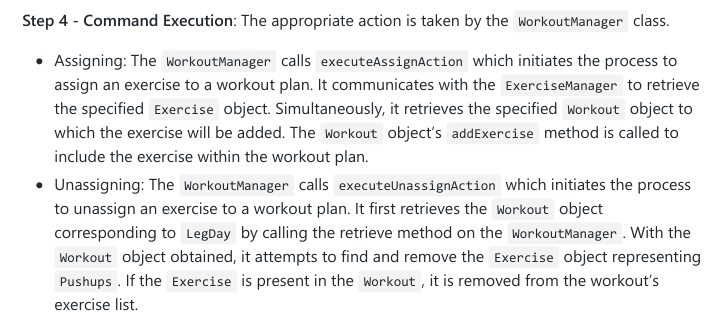 Step 4 - Command Execution: The appropriate action is taken by the WorkoutManager class.
• Assigning: The WorkoutManager calls executeAssignAction which initiates the process to
assign an exercise to a workout plan. It communicates with the ExerciseManager to retrieve
the specified Exercise object. Simultaneously, it retrieves the specified Workout object to
which the exercise will be added. The Workout object's addExercise method is called to
include the exercise within the workout plan.
• Unassigning: The WorkoutManager calls executeUnassignAction which initiates the process
to unassign an exercise to a workout plan. It first retrieves the Workout object
corresponding to LegDay by calling the retrieve method on the WorkoutManager. With the
Workout object obtained, it attempts to find and remove the Exercise object representing
Pushups. If the Exercise is present in the Workout, it is removed from the workout's
exercise list.